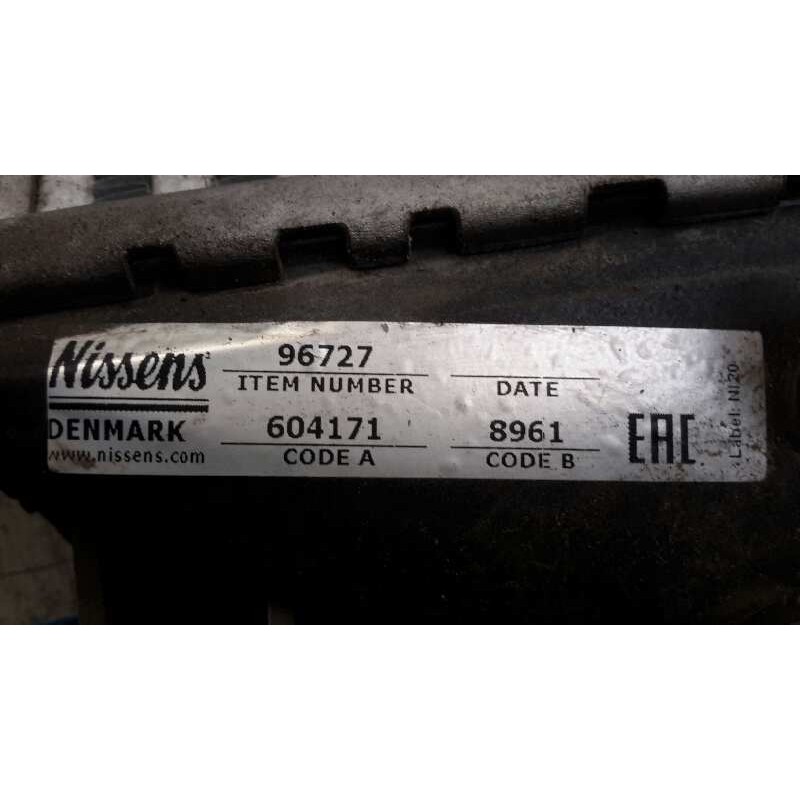 Nissens
DENMARK
www.nissens.com
96727
ITEM NUMBER
DATE
604171
CODE A
8961
CODE B
EAC
Label: NI20